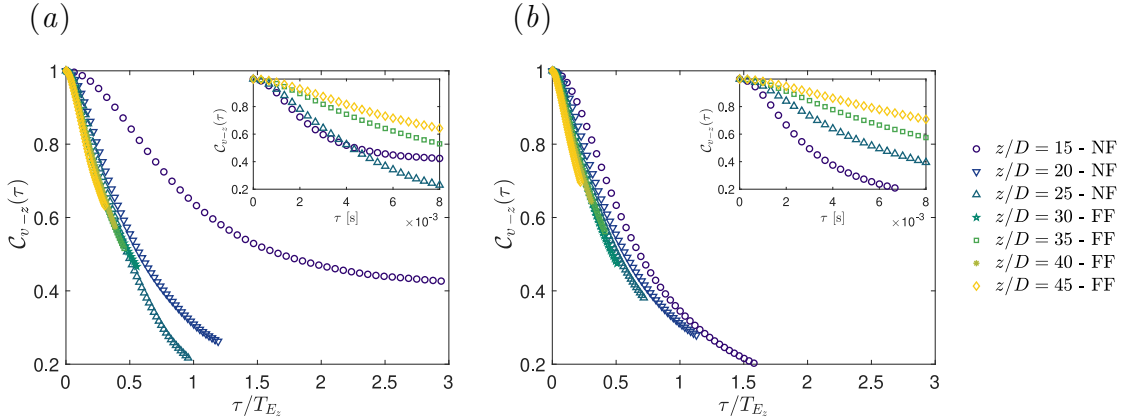 (a)
(b)
1
0.8
0.6
0.4
0.2
0 0.5 1 1.5 2 2.5 3
𝒞v−z(τ)
τ/T_{E_z}
0.8
0.6
0.4
0.2
0 2 4 6 8
𝒞v−z(τ)
τ [s]
×10⁻³
1
0.8
0.6
0.4
0.2
0 0.5 1 1.5 2 2.5 3
𝒞v−z(τ)
τ/T_{E_z}
0.8
0.6
0.4
0.2
0 2 4 6 8
𝒞v−z(τ)
τ [s]
×10⁻³
z/D = 15 - NF
z/D = 20 - NF
z/D = 25 - NF
z/D = 30 - FF
z/D = 35 - FF
z/D = 40 - FF
z/D = 45 - FF